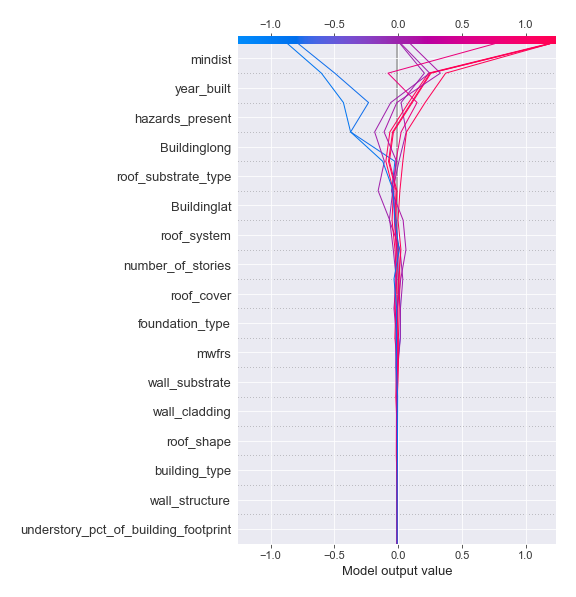 −1.0 −0.5 0.0 0.5 1.0
mindist
year_built
hazards_present
Buildinglong
roof_substrate_type
Buildinglat
roof_system
number_of_stories
roof_cover
foundation_type
mwfrs
wall_substrate
wall_cladding
roof_shape
building_type
wall_structure
understory_pct_of_building_footprint
−1.0 −0.5 0.0 0.5 1.0
Model output value